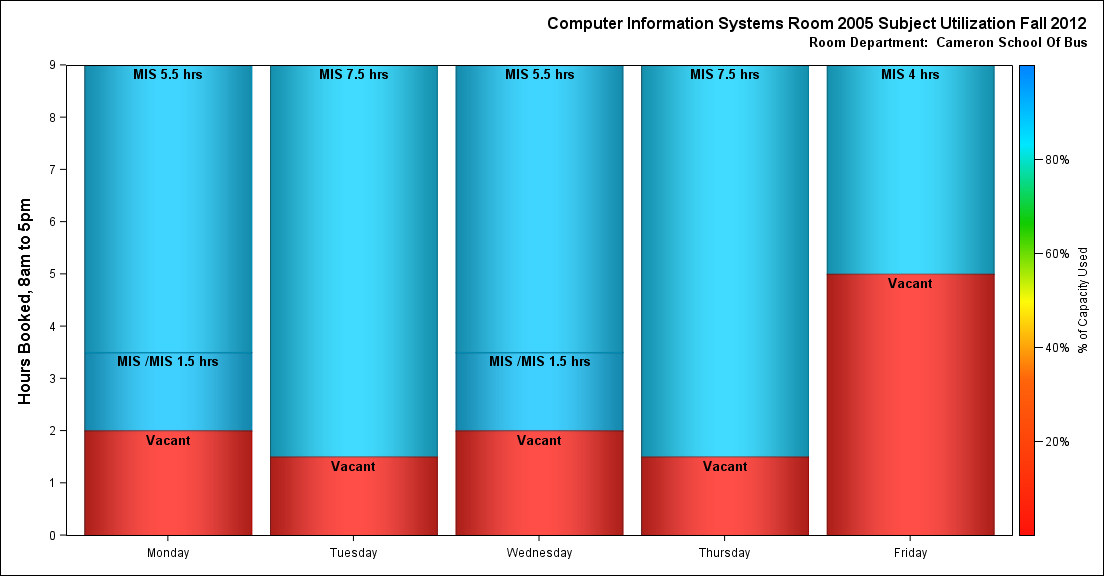 Computer Information Systems Room 2005 Subject Utilization Fall 2012
Room Department:  Cameron School Of Bus
Hours Booked, 8am to 5pm
9
8
7
6
5
4
3
2
1
0
MIS 5.5 hrs
MIS /MIS 1.5 hrs
Vacant
MIS 7.5 hrs
Vacant
MIS 5.5 hrs
MIS /MIS 1.5 hrs
Vacant
MIS 7.5 hrs
Vacant
MIS 4 hrs
Vacant
Monday
Tuesday
Wednesday
Thursday
Friday
80%
60%
40%
20%
% of Capacity Used